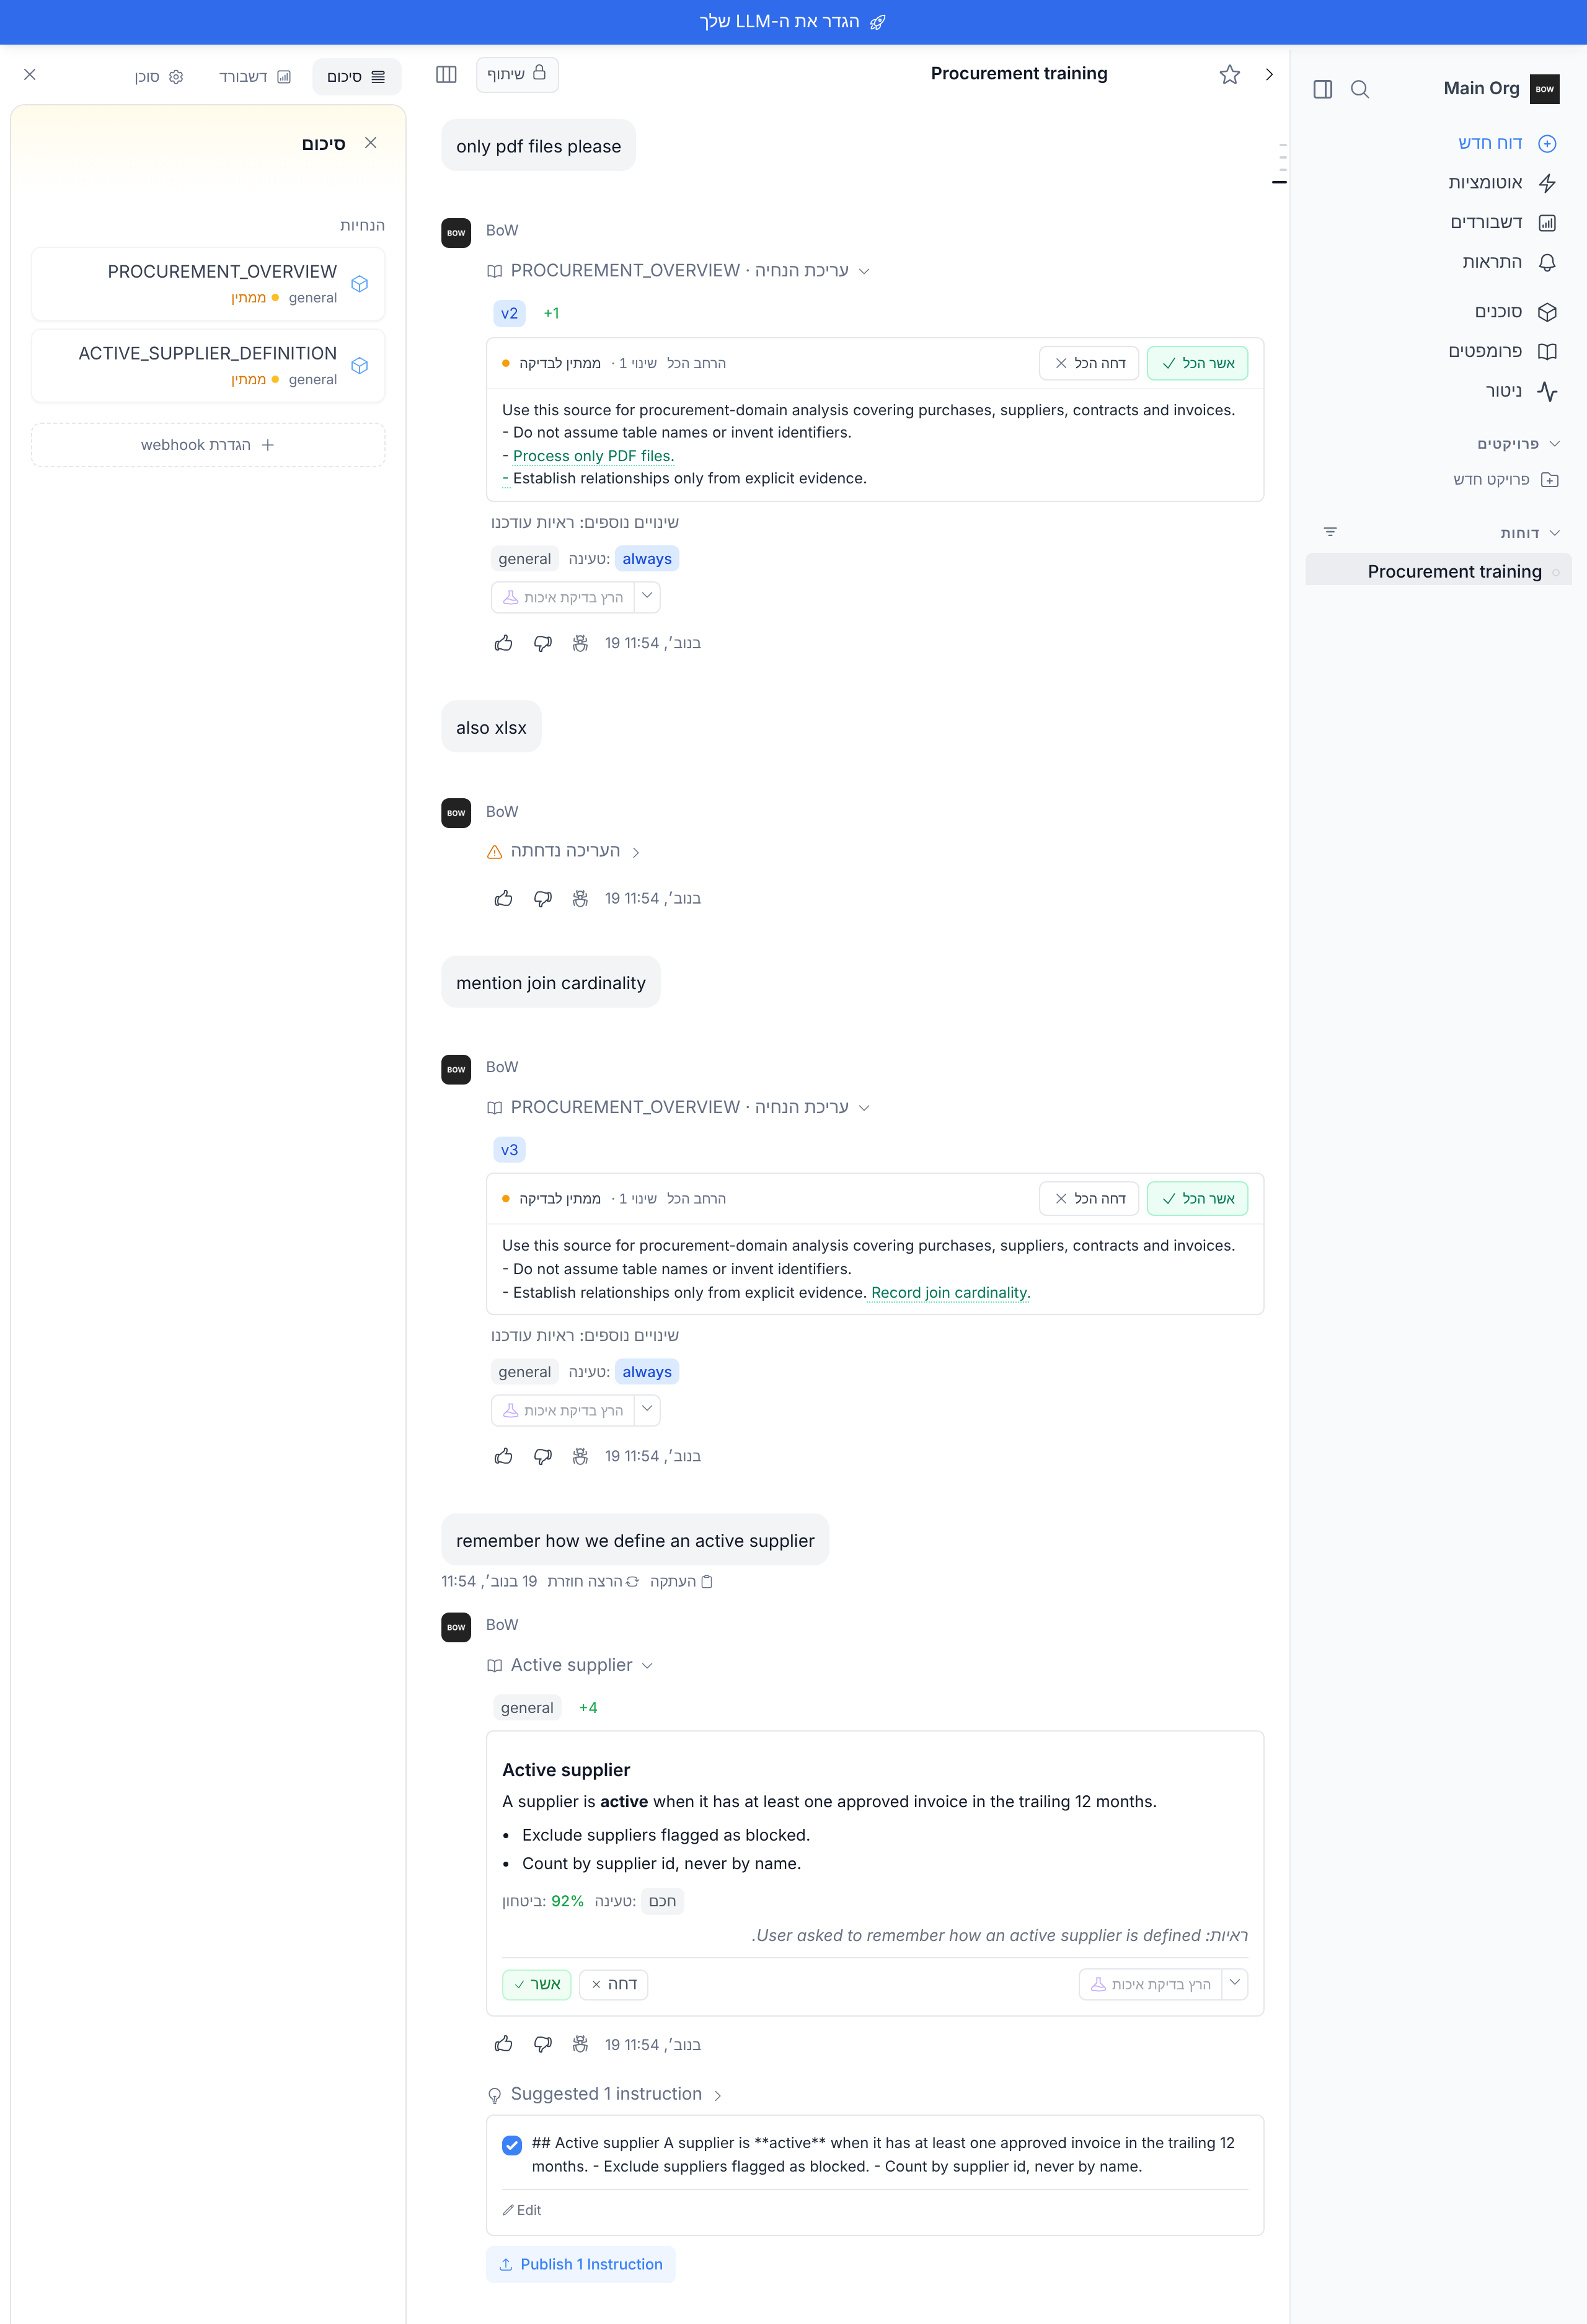 הגדר את ה-LLM שלך
Main Org
BOW
דוח חדש
אוטומציות
דשבורדים
התראות
סוכנים
פרומפטים
ניטור
פרויקטים
פרויקט חדש
דוחות
Procurement training
Procurement training
שיתוף
only pdf files please
BOW
BoW
עריכת הנחיה · PROCUREMENT_OVERVIEW
v2 +1
ממתין לבדיקה · 1 שינוי הרחב הכל
דחה הכל
אשר הכל
Use this source for procurement-domain analysis covering purchases, suppliers, contracts and invoices.
- Do not assume table names or invent identifiers.
- Process only PDF files.
- Establish relationships only from explicit evidence.
שינויים נוספים: ראיות עודכנו
general טעינה: always
הרץ בדיקת איכות
19 בנוב׳, 11:54
also xlsx
BOW
BoW
העריכה נדחתה
19 בנוב׳, 11:54
mention join cardinality
BOW
BoW
עריכת הנחיה · PROCUREMENT_OVERVIEW
v3
ממתין לבדיקה · 1 שינוי הרחב הכל
דחה הכל
אשר הכל
Use this source for procurement-domain analysis covering purchases, suppliers, contracts and invoices.
- Do not assume table names or invent identifiers.
- Establish relationships only from explicit evidence. Record join cardinality.
שינויים נוספים: ראיות עודכנו
general טעינה: always
הרץ בדיקת איכות
19 בנוב׳, 11:54
remember how we define an active supplier
19 בנוב׳, 11:54 הרצה חוזרת העתקה
BOW
BoW
Active supplier
general +4
Active supplier
A supplier is active when it has at least one approved invoice in the trailing 12 months.
• Exclude suppliers flagged as blocked.
• Count by supplier id, never by name.
ביטחון: 92% טעינה: חכם
ראיות: User asked to remember how an active supplier is defined.
אשר
דחה
הרץ בדיקת איכות
19 בנוב׳, 11:54
Suggested 1 instruction
## Active supplier A supplier is **active** when it has at least one approved invoice in the trailing 12
months. - Exclude suppliers flagged as blocked. - Count by supplier id, never by name.
Edit
Publish 1 Instruction
סיכום
דשבורד
סוכן
סיכום
הנחיות
PROCUREMENT_OVERVIEW
general ממתין
ACTIVE_SUPPLIER_DEFINITION
general ממתין
הגדרת webhook